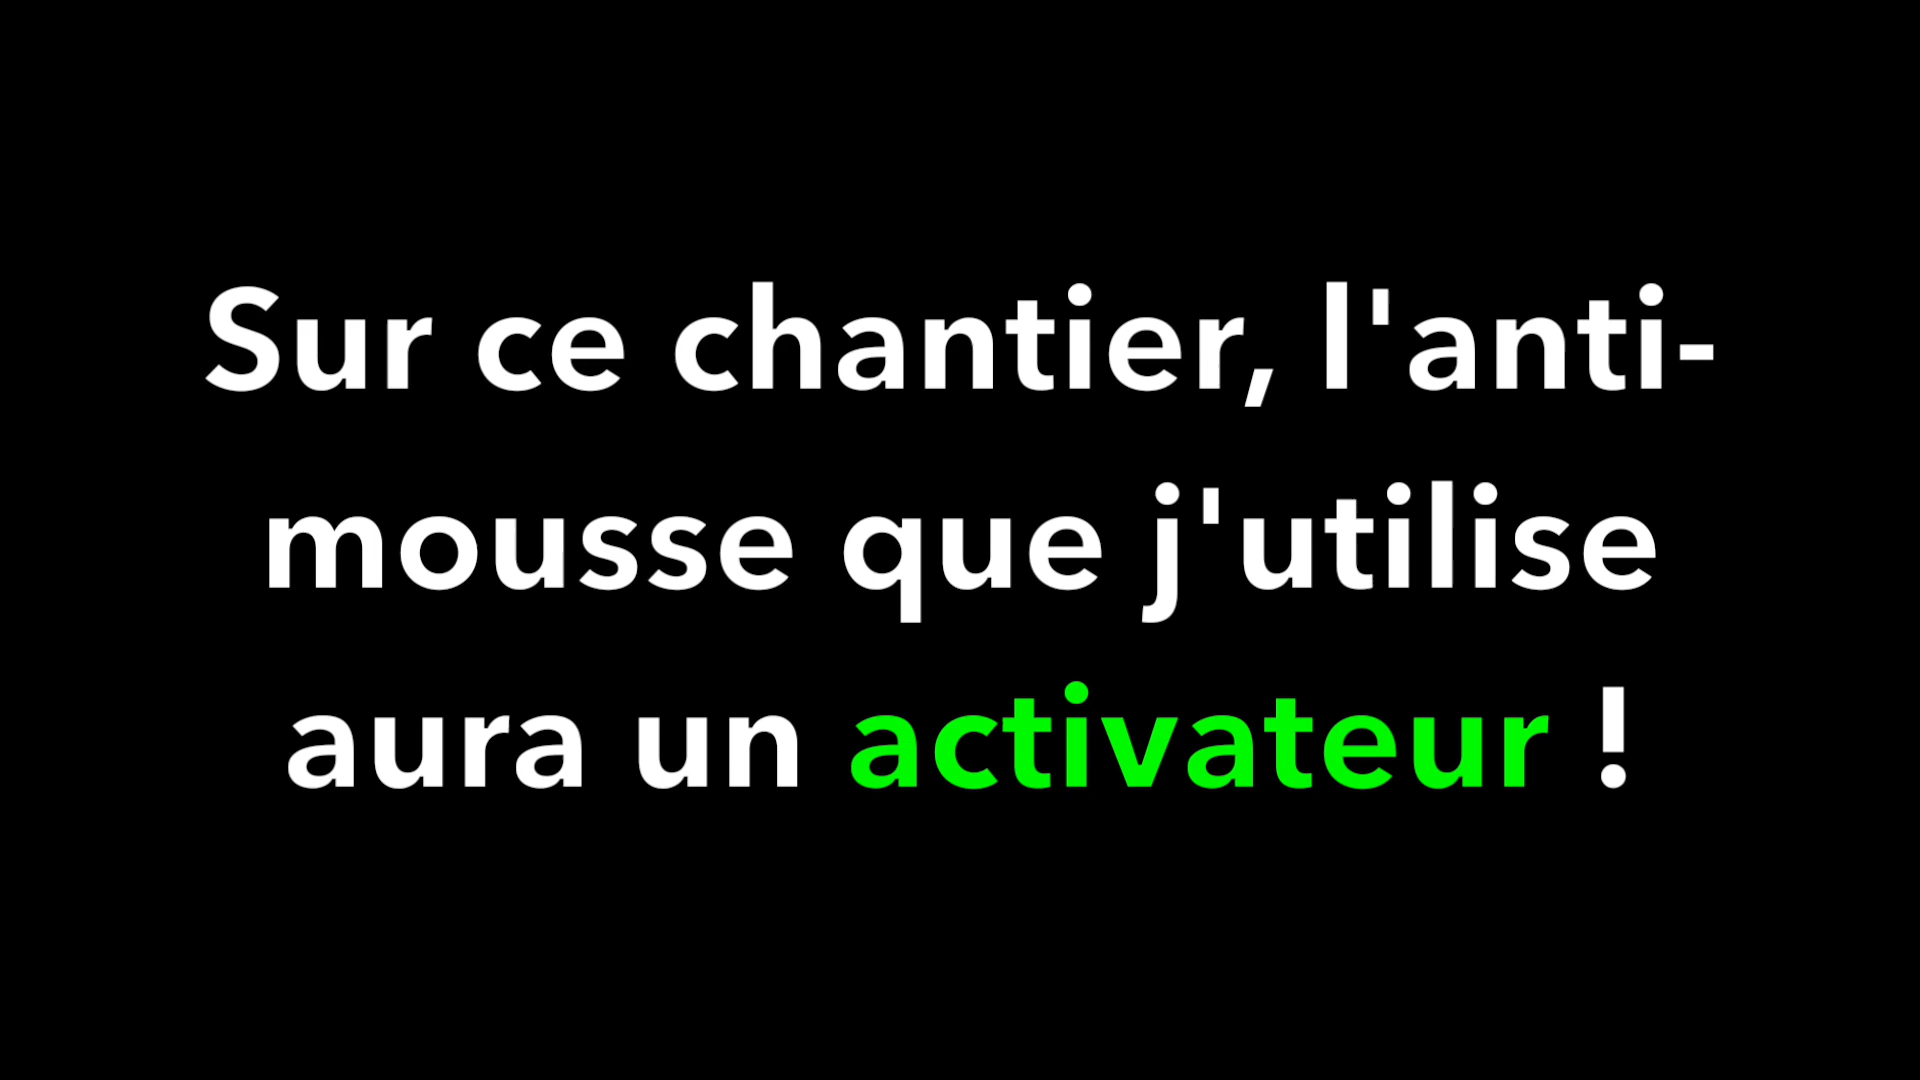 Sur ce chantier, l'anti-
mousse que j'utilise
aura un activateur !